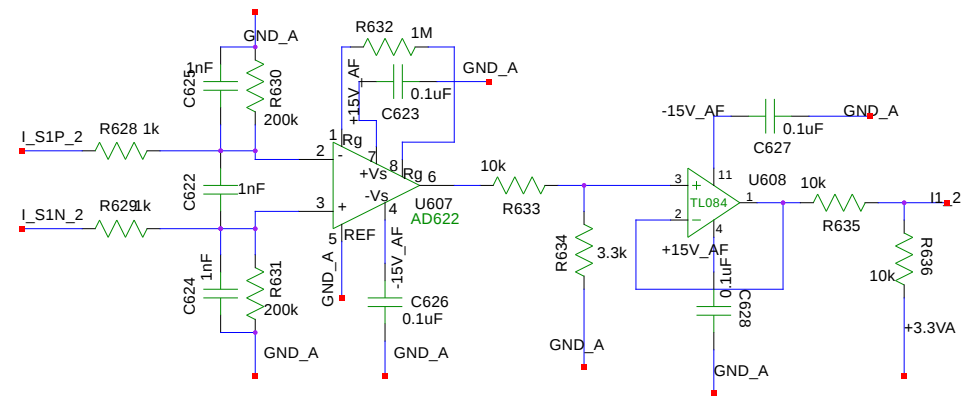 GND_A
1nF
C625
R630
200k
R632
1M
+15V_AF
GND_A
0.1uF
C623
I_S1P_2
R628 1k
1nF
C622
I_S1N_2
R629
1k
1nF
C624
R631
200k
GND_A
1
Rg
2
-
7
+Vs
8
Rg
6
3
+
-Vs
4
5
REF
U607
AD622
GND_A
-15V_AF
C626
0.1uF
GND_A
10k
R633
R634
3.3k
GND_A
-15V_AF
0.1uF
C627
GND_A
3
+
11
U608
TL084
1
2
-
4
+15V_AF
0.1uF
C628
GND_A
10k
R635
I1_2
R636
10k
+3.3VA